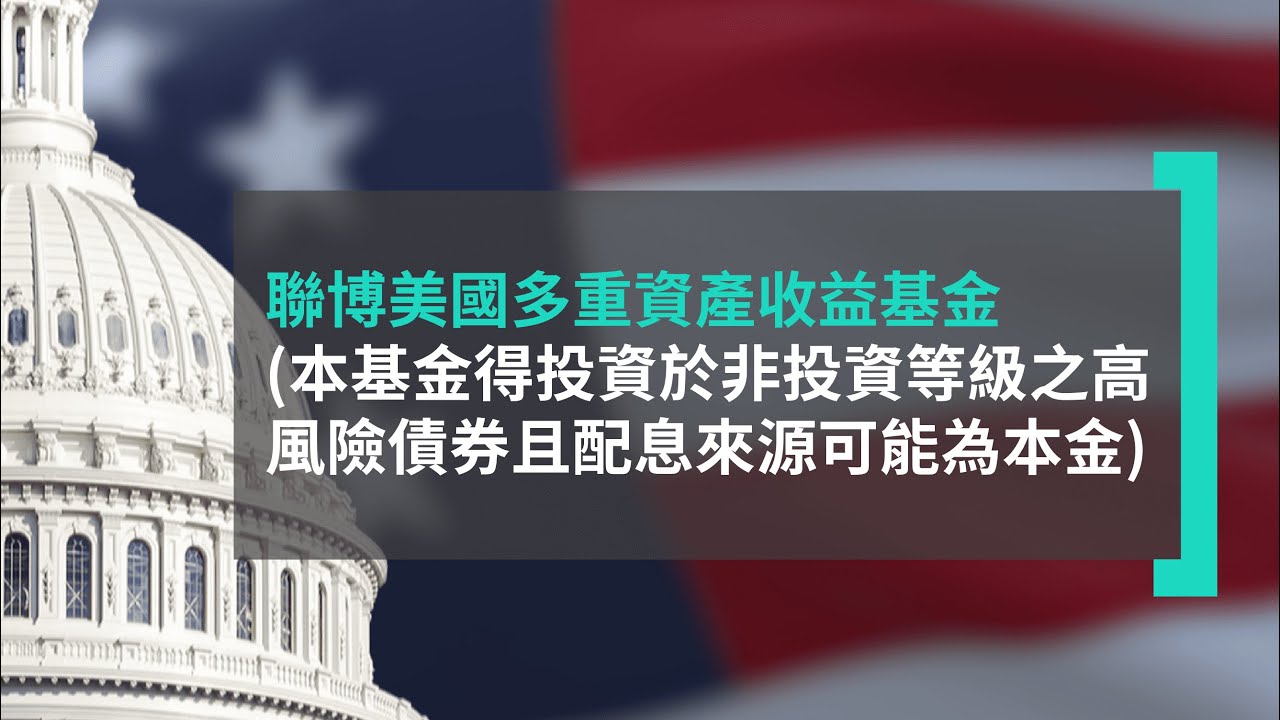 聯博美國多重資產收益基金
(本基金得投資於非投資等級之高
風險債券且配息來源可能為本金)